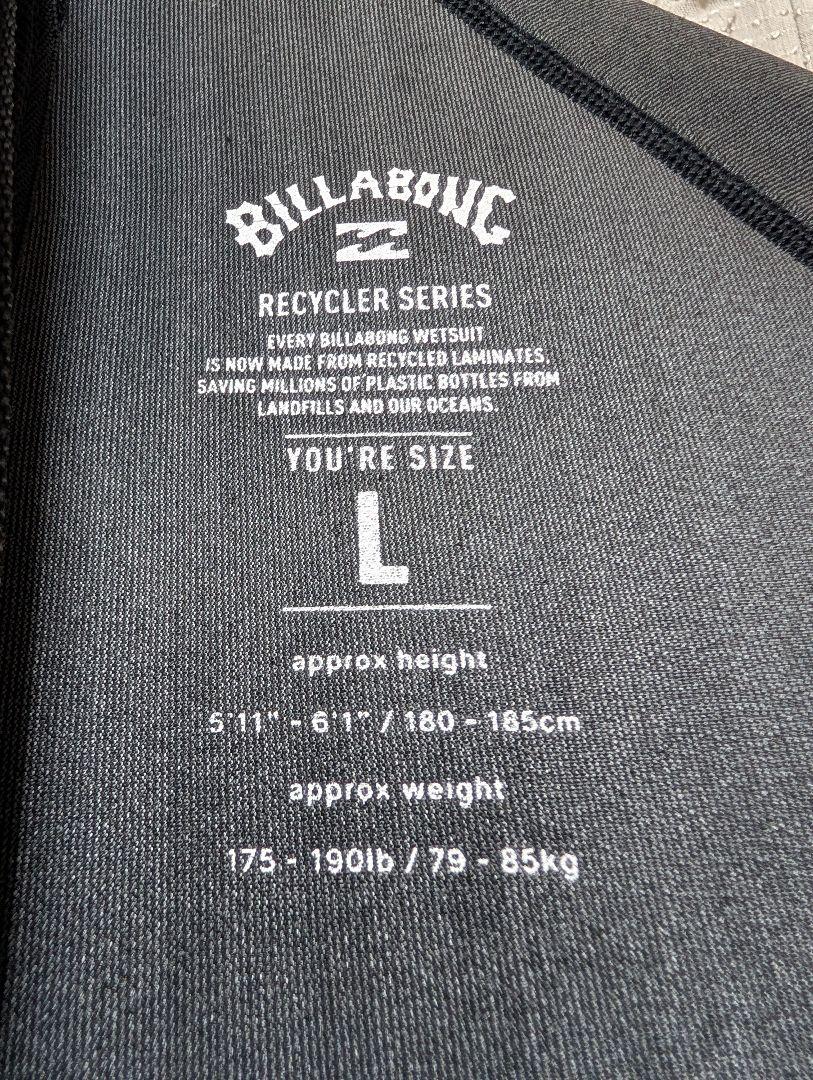 BILLABONG
RECYCLER SERIES
EVERY BILLABONG WETSUIT
IS NOW MADE FROM RECYCLED LAMINATES,
SAVING MILLIONS OF PLASTIC BOTTLES FROM
LANDFILLS AND OUR OCEANS.
YOU'RE SIZE
L
approx height
5'11" - 6'1" / 180 - 185cm
approx weight
175 - 190lb / 79 - 85kg